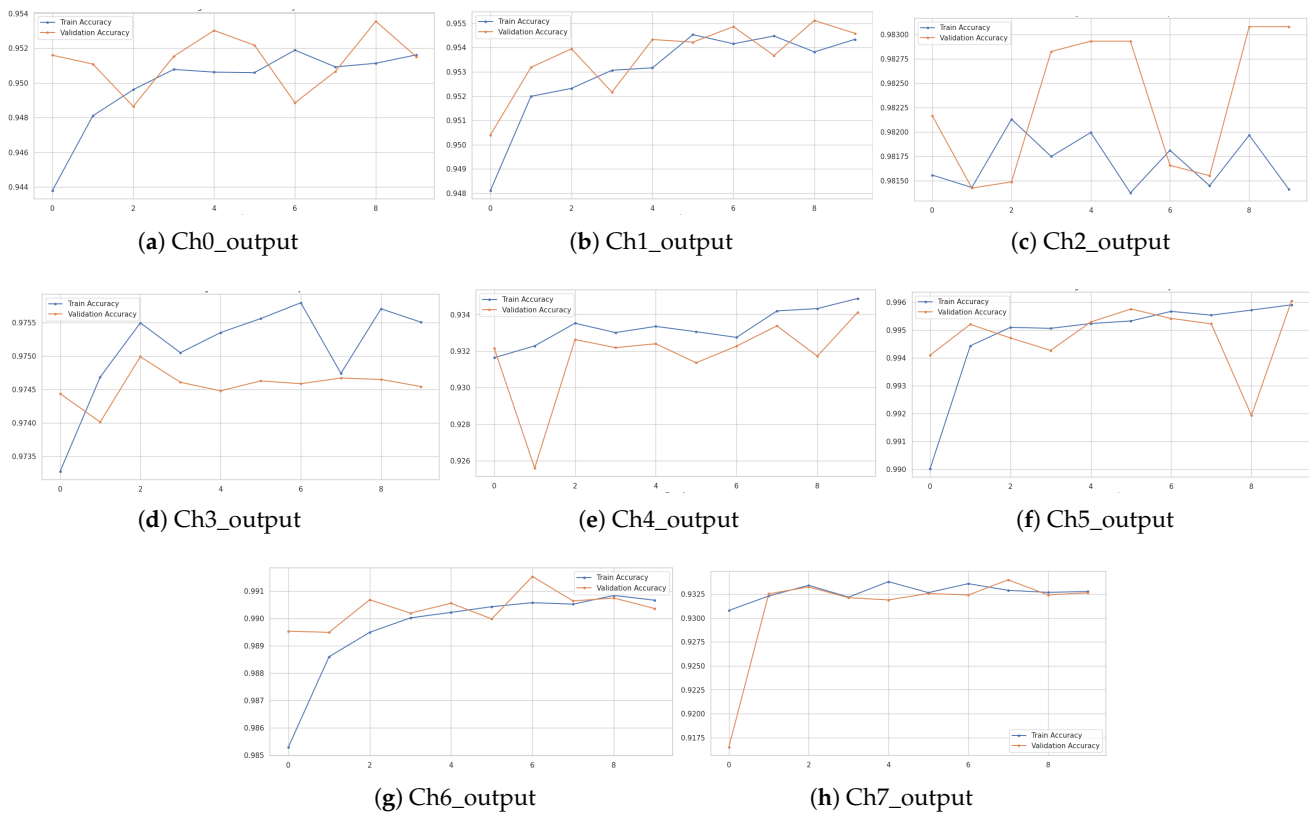 Train Accuracy
Validation Accuracy
0.954
0.952
0.950
0.948
0.946
0.944
0 2 4 6 8
(a) Ch0_output
Train Accuracy
Validation Accuracy
0.955
0.954
0.953
0.952
0.951
0.950
0.949
0.948
0 2 4 6 8
(b) Ch1_output
Train Accuracy
Validation Accuracy
0.98300
0.98275
0.98250
0.98225
0.98200
0.98175
0.98150
0 2 4 6 8
(c) Ch2_output
Train Accuracy
Validation Accuracy
0.9755
0.9750
0.9745
0.9740
0.9735
0 2 4 6 8
(d) Ch3_output
Train Accuracy
Validation Accuracy
0.934
0.932
0.930
0.928
0.926
0 2 4 6 8
(e) Ch4_output
Train Accuracy
Validation Accuracy
0.996
0.995
0.994
0.993
0.992
0.991
0.990
0 2 4 6 8
(f) Ch5_output
Train Accuracy
Validation Accuracy
0.991
0.990
0.989
0.988
0.987
0.986
0.985
0 2 4 6 8
(g) Ch6_output
0.9325
0.9300
0.9275
0.9250
0.9225
0.9200
0.9175
Train Accuracy
Validation Accuracy
0 2 4 6 8
(h) Ch7_output